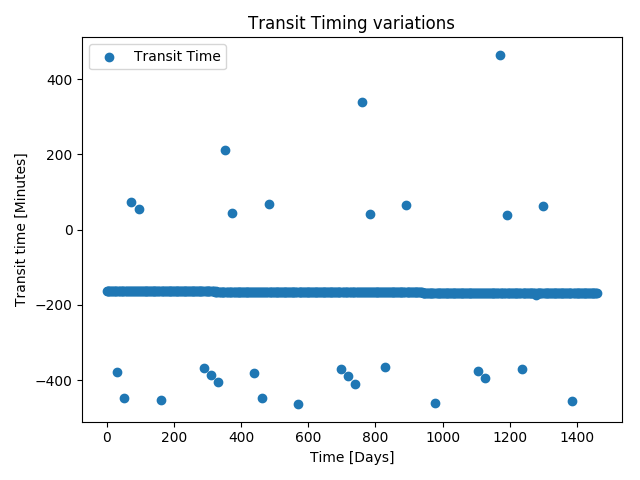 Transit Timing variations
Transit Time
Transit time [Minutes]
400
200
0
−200
−400
0 200 400 600 800 1000 1200 1400
Time [Days]